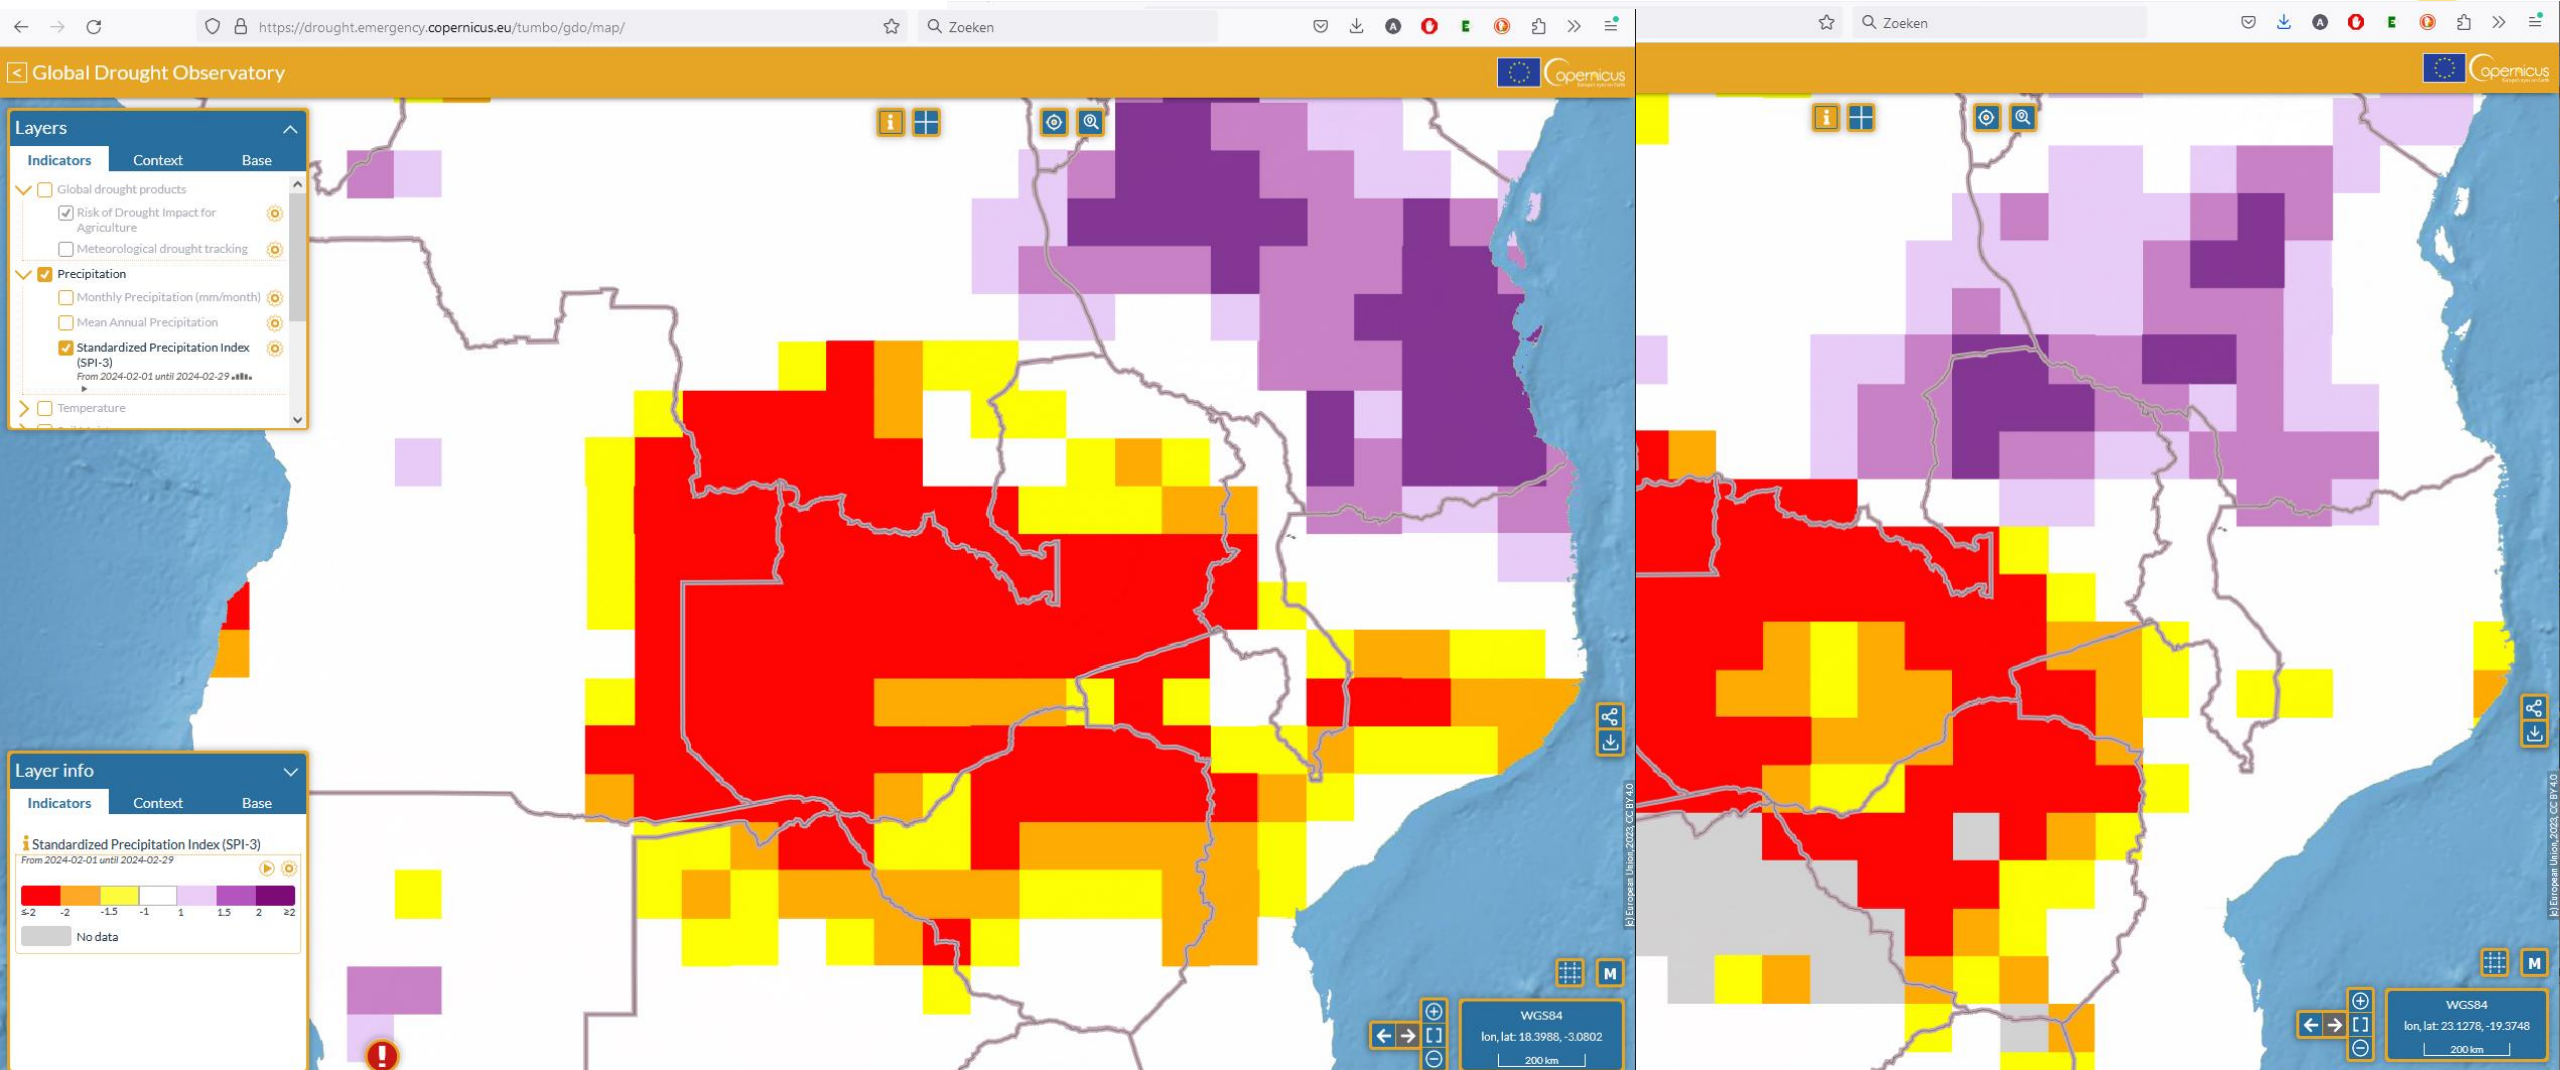 https://drought.emergency.copernicus.eu/tumbo/gdo/map/
Zoeken
Zoeken
< Global Drought Observatory
opernicus
opernicus
Layers
Indicators Context Base
Global drought products
Risk of Drought Impact for
Agriculture
Meteorological drought tracking
Precipitation
Monthly Precipitation (mm/month)
Mean Annual Precipitation
Standardized Precipitation Index
(SPI-3)
From 2024-02-01 until 2024-02-29
Temperature
Layer info
Indicators Context Base
Standardized Precipitation Index (SPI-3)
From 2024-02-01 until 2024-02-29
≤-2 -2 -1.5 -1 1 1.5 2 ≥2
No data
(c) European Union, 2023, CC BY 4.0
M
WGS84
lon, lat: 18.3988, -3.0802
200 km
(c) European Union, 2023, CC BY 4.0
M
WGS84
lon, lat: 23.1278, -19.3748
200 km